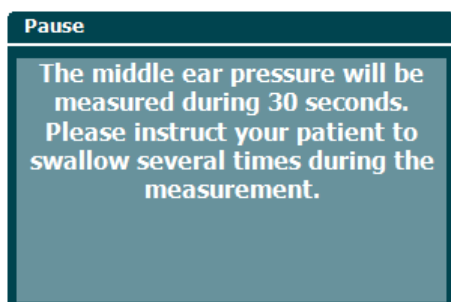 Pause
The middle ear pressure will be
measured during 30 seconds.
Please instruct your patient to
swallow several times during the
measurement.